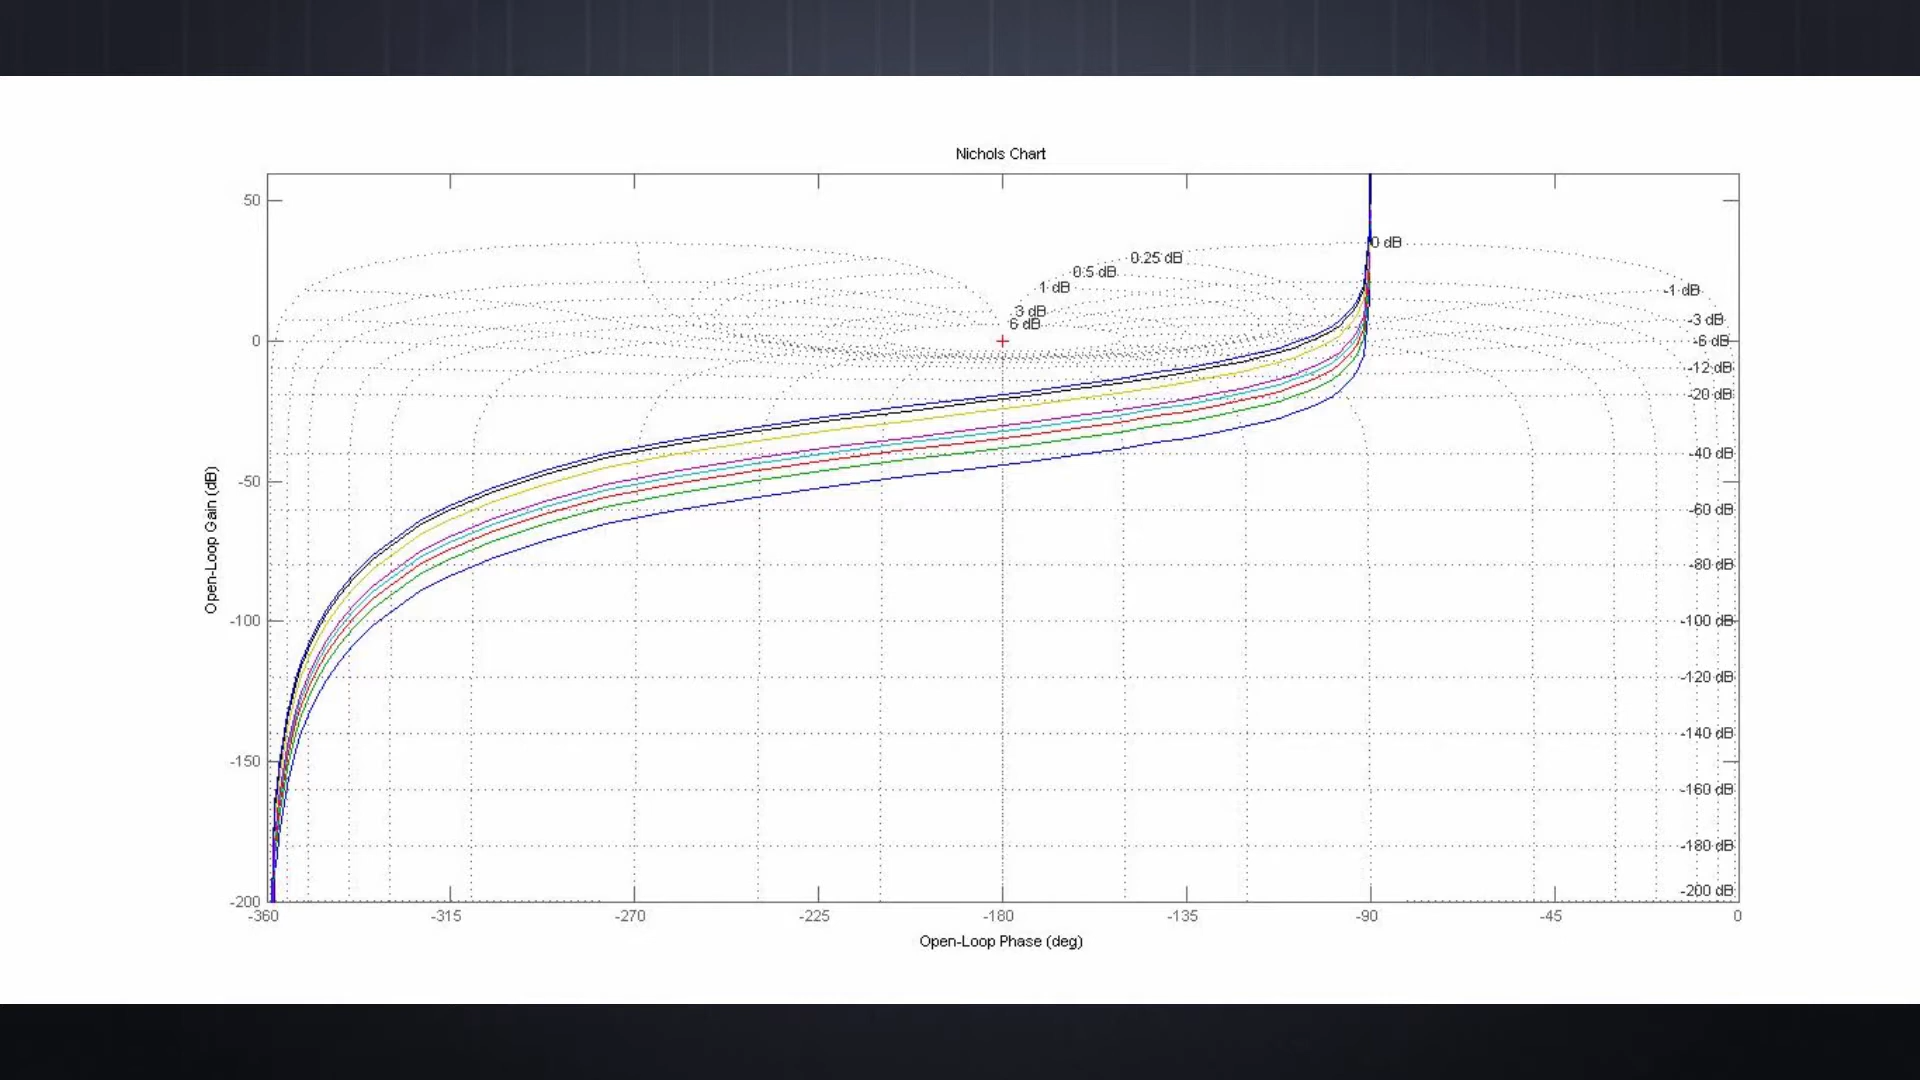 Nichols Chart
50
0
-50
-100
-150
-200
Open-Loop Gain (dB)
0 dB
0.25 dB
0.5 dB
1 dB
3 dB
6 dB
-1 dB
-3 dB
-6 dB
-12 dB
-20 dB
-40 dB
-60 dB
-80 dB
-100 dB
-120 dB
-140 dB
-160 dB
-180 dB
-200 dB
-360 -315 -270 -225 -180 -135 -90 -45 0
Open-Loop Phase (deg)